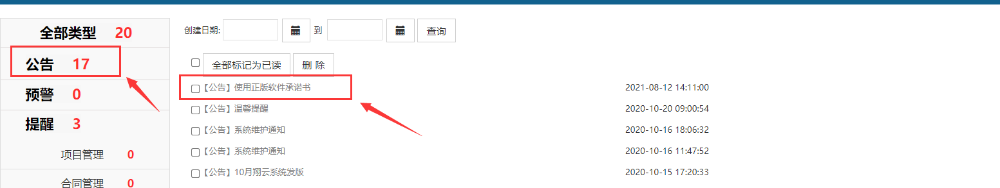 全部类型 20
公告 17
预警 0
提醒 3
项目管理 0
合同管理 0
创建日期: 到 查询
全部标记为已读 删 除
【公告】使用正版软件承诺书 2021-08-12 14:11:00
【公告】温馨提醒 2020-10-20 09:00:54
【公告】系统维护通知 2020-10-16 18:06:32
【公告】系统维护通知 2020-10-16 11:47:52
【公告】10月翔云系统发版 2020-10-15 17:20:33